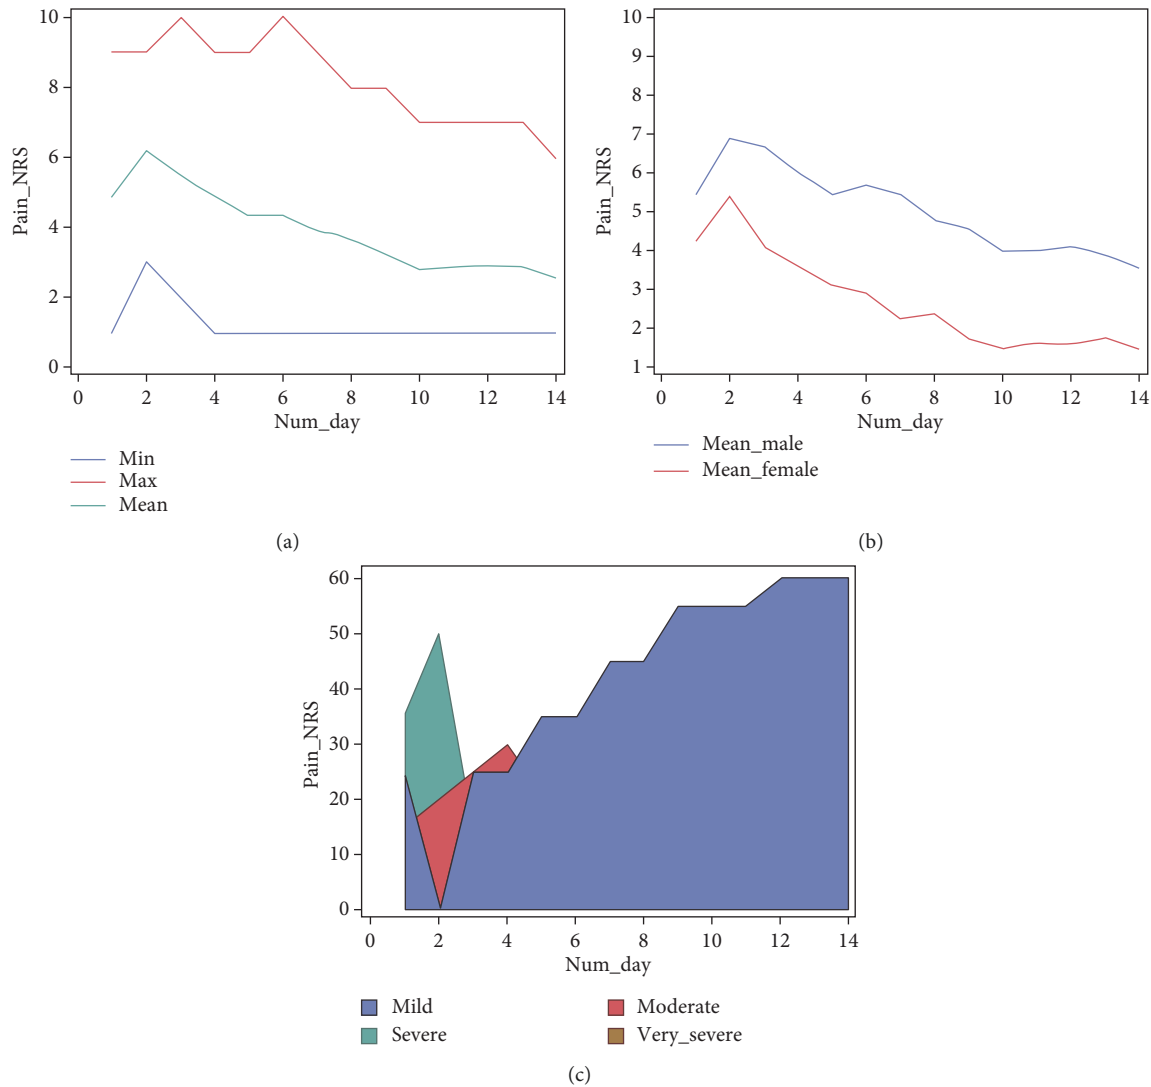 Pain_NRS
10
8
6
4
2
0
0 2 4 6 8 10 12 14
Num_day
Min
Max
Mean
(a)
Pain_NRS
10
9
8
7
6
5
4
3
2
1
0 2 4 6 8 10 12 14
Num_day
Mean_male
Mean_female
(b)
Pain_NRS
60
50
40
30
20
10
0
0 2 4 6 8 10 12 14
Num_day
Mild Moderate
Severe Very_severe
(c)